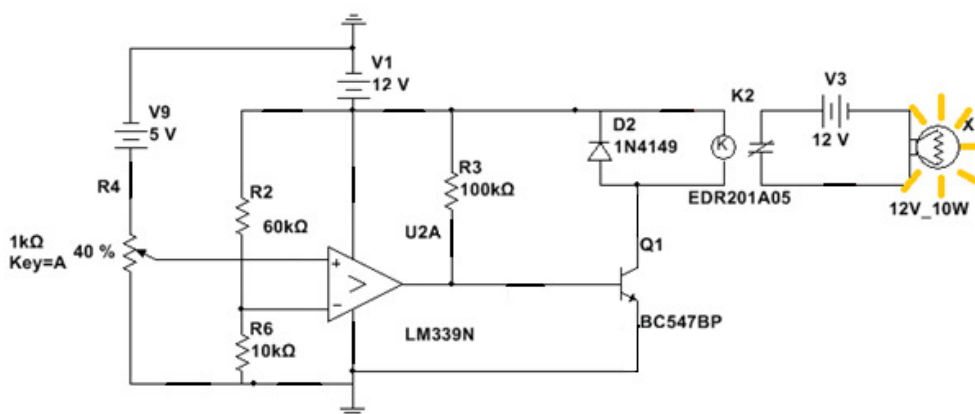 V1
12 V
V9
5 V
R4
1kΩ
Key=A
40 %
R2
60kΩ
R6
10kΩ
+
−
>
LM339N
U2A
R3
100kΩ
D2
1N4149
K2
K
EDR201A05
Q1
BC547BP
V3
12 V
X
12V_10W